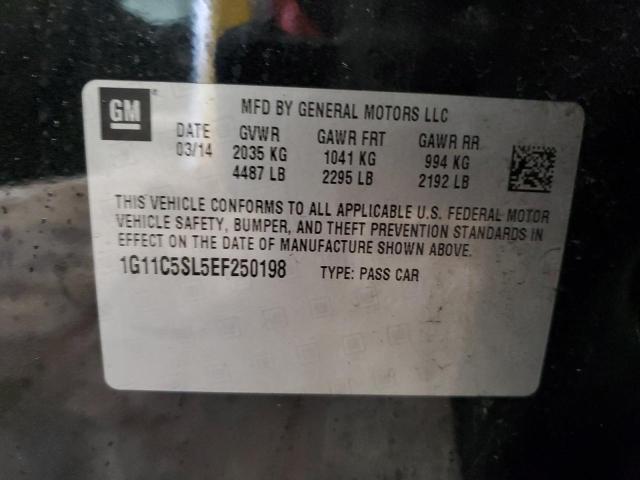 GM
MFD BY GENERAL MOTORS LLC
DATE GVWR GAWR FRT GAWR RR
03/14 2035 KG 1041 KG 994 KG
4487 LB 2295 LB 2192 LB
THIS VEHICLE CONFORMS TO ALL APPLICABLE U.S. FEDERAL MOTOR
VEHICLE SAFETY, BUMPER, AND THEFT PREVENTION STANDARDS IN
EFFECT ON THE DATE OF MANUFACTURE SHOWN ABOVE.
1G11C5SL5EF250198 TYPE: PASS CAR